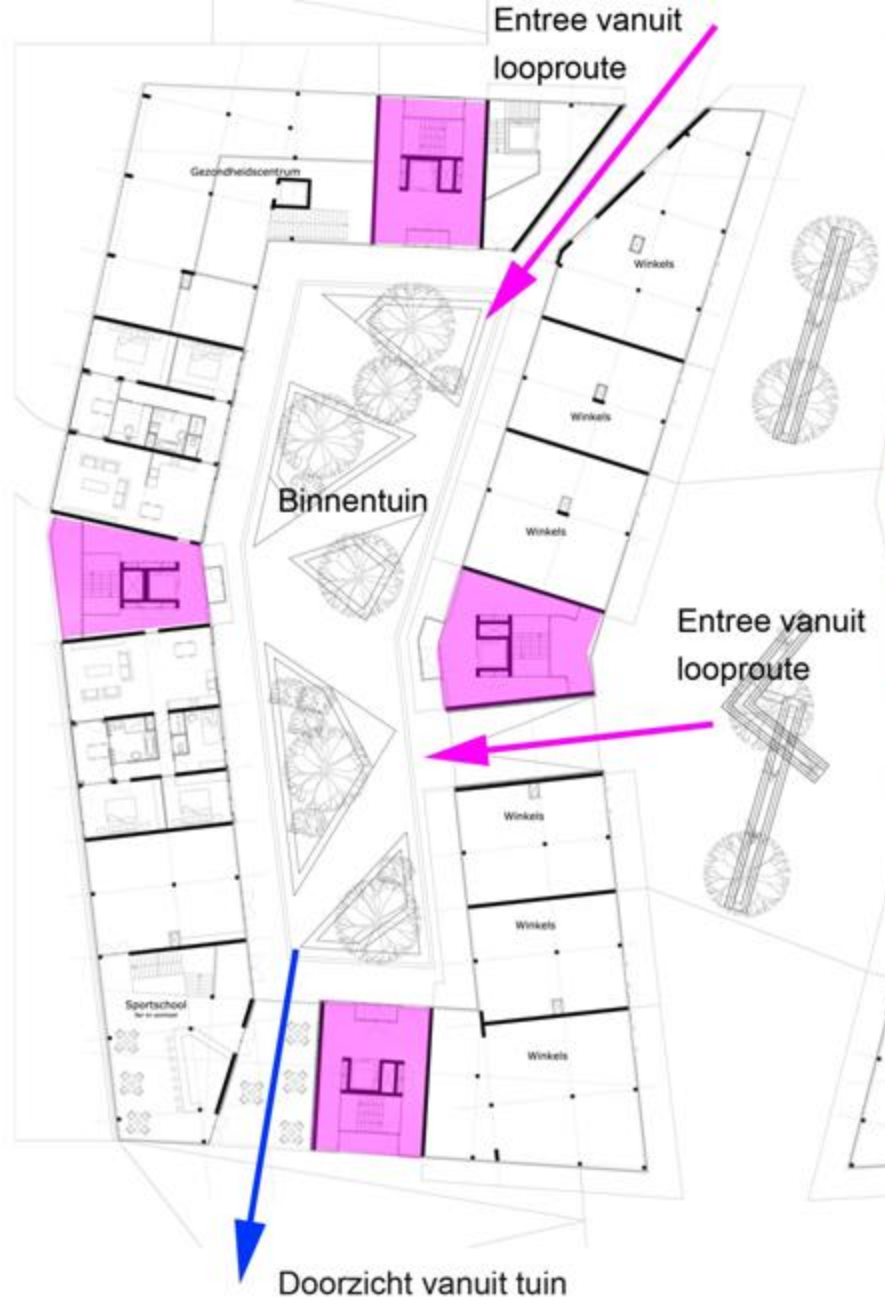 Entree vanuit
looproute
Gezondheidscentrum
Winkels
Winkels
Binnentuin
Winkels
Entree vanuit
looproute
Winkels
Winkels
Sportschool
Winkels
Doorzicht vanuit tuin